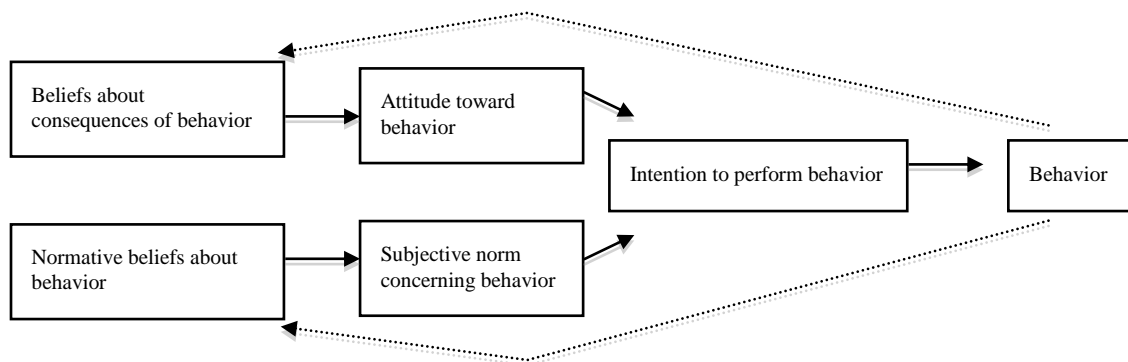 Beliefs about
consequences of behavior
Attitude toward
behavior
Intention to perform behavior
Behavior
Normative beliefs about
behavior
Subjective norm
concerning behavior